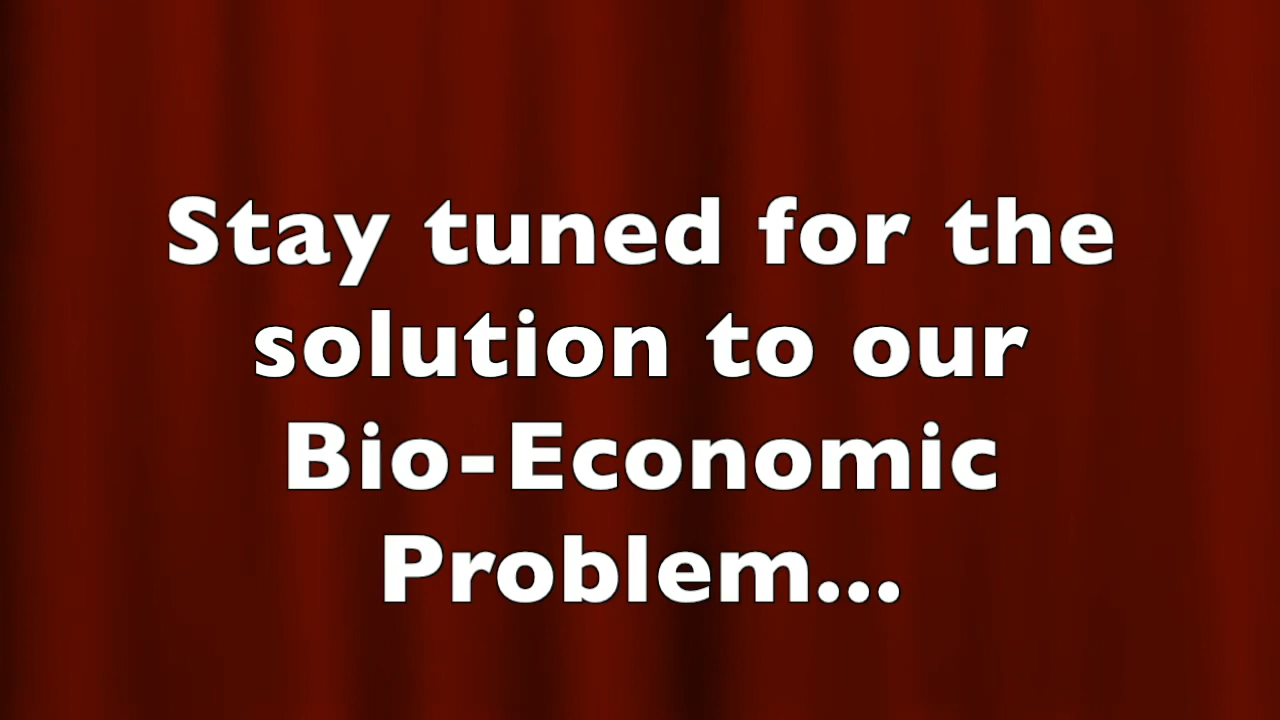 Stay tuned for the
solution to our
Bio-Economic
Problem...